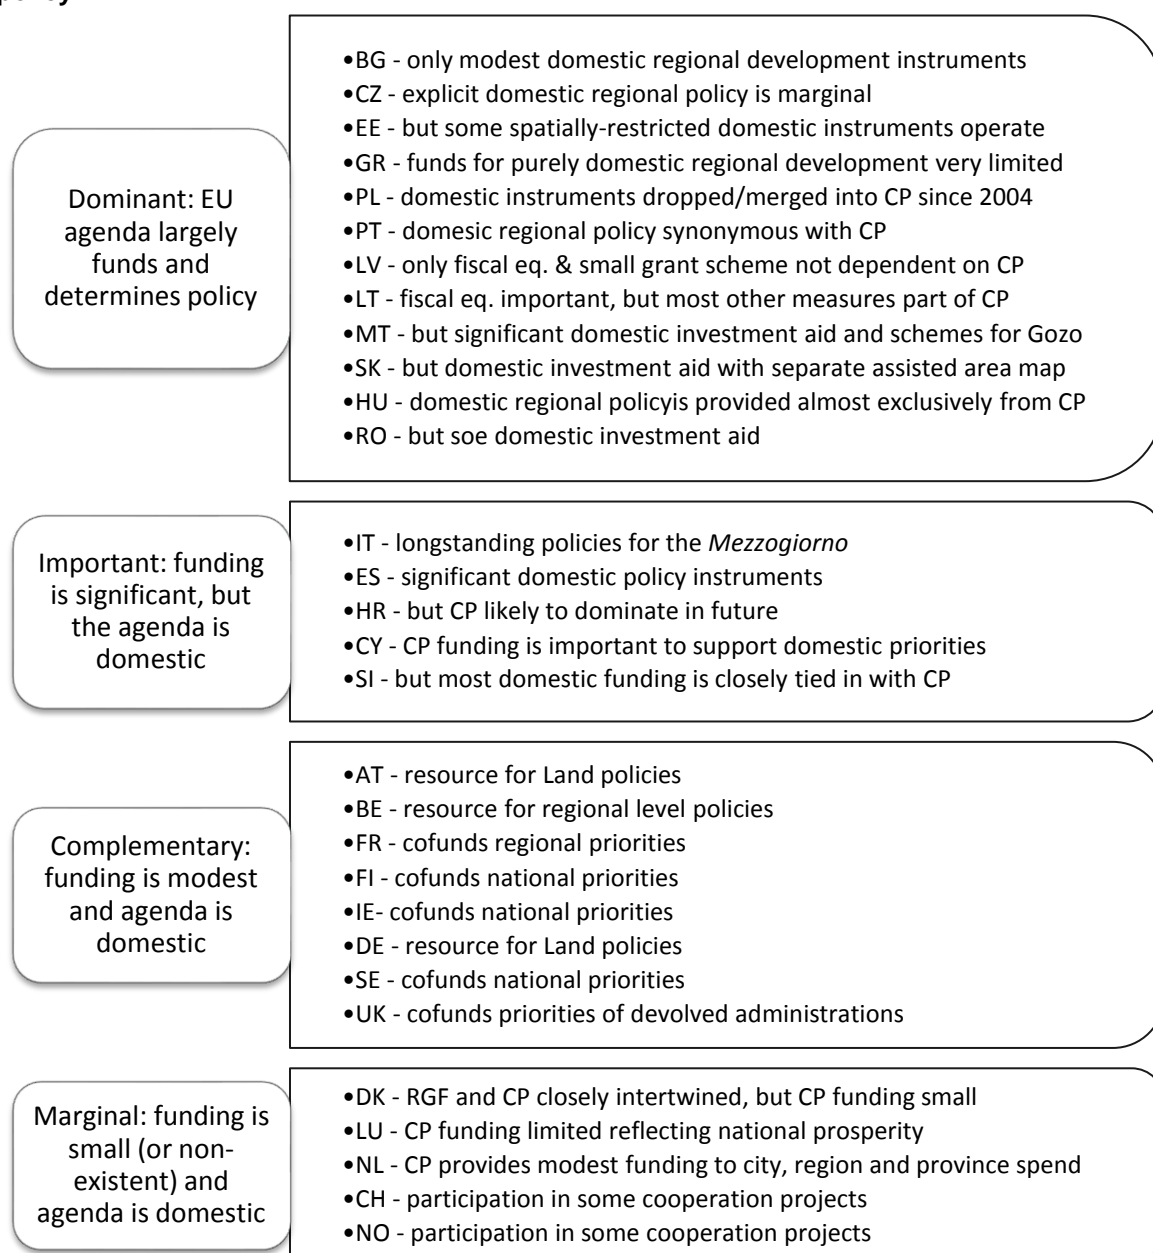 Dominant: EU
agenda largely
funds and
determines policy
•BG - only modest domestic regional development instruments
•CZ - explicit domestic regional policy is marginal
•EE - but some spatially-restricted domestic instruments operate
•GR - funds for purely domestic regional development very limited
•PL - domestic instruments dropped/merged into CP since 2004
•PT - domesic regional policy synonymous with CP
•LV - only fiscal eq. & small grant scheme not dependent on CP
•LT - fiscal eq. important, but most other measures part of CP
•MT - but significant domestic investment aid and schemes for Gozo
•SK - but domestic investment aid with separate assisted area map
•HU - domestic regional policyis provided almost exclusively from CP
•RO - but soe domestic investment aid
Important: funding
is significant, but
the agenda is
domestic
•IT - longstanding policies for the Mezzogiorno
•ES - significant domestic policy instruments
•HR - but CP likely to dominate in future
•CY - CP funding is important to support domestic priorities
•SI - but most domestic funding is closely tied in with CP
Complementary:
funding is modest
and agenda is
domestic
•AT - resource for Land policies
•BE - resource for regional level policies
•FR - cofunds regional priorities
•FI - cofunds national priorities
•IE- cofunds national priorities
•DE - resource for Land policies
•SE - cofunds national priorities
•UK - cofunds priorities of devolved administrations
Marginal: funding is
small (or non-
existent) and
agenda is domestic
•DK - RGF and CP closely intertwined, but CP funding small
•LU - CP funding limited reflecting national prosperity
•NL - CP provides modest funding to city, region and province spend
•CH - participation in some cooperation projects
•NO - participation in some cooperation projects